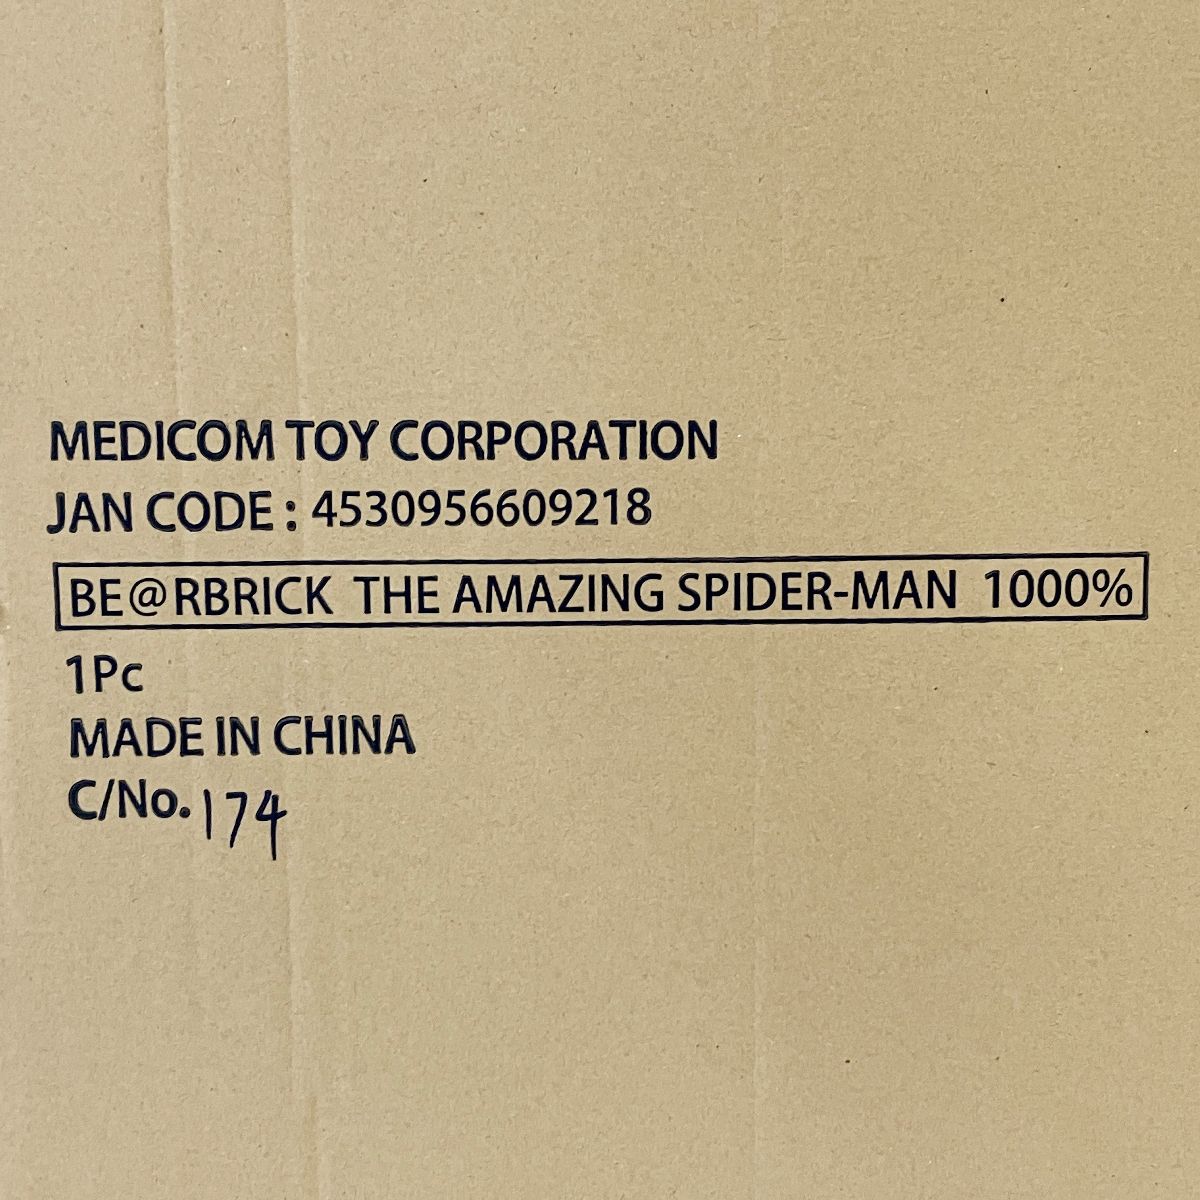 MEDICOM TOY CORPORATION
JAN CODE : 4530956609218
BE@RBRICK THE AMAZING SPIDER-MAN 1000%
1Pc
MADE IN CHINA
C/No. 174